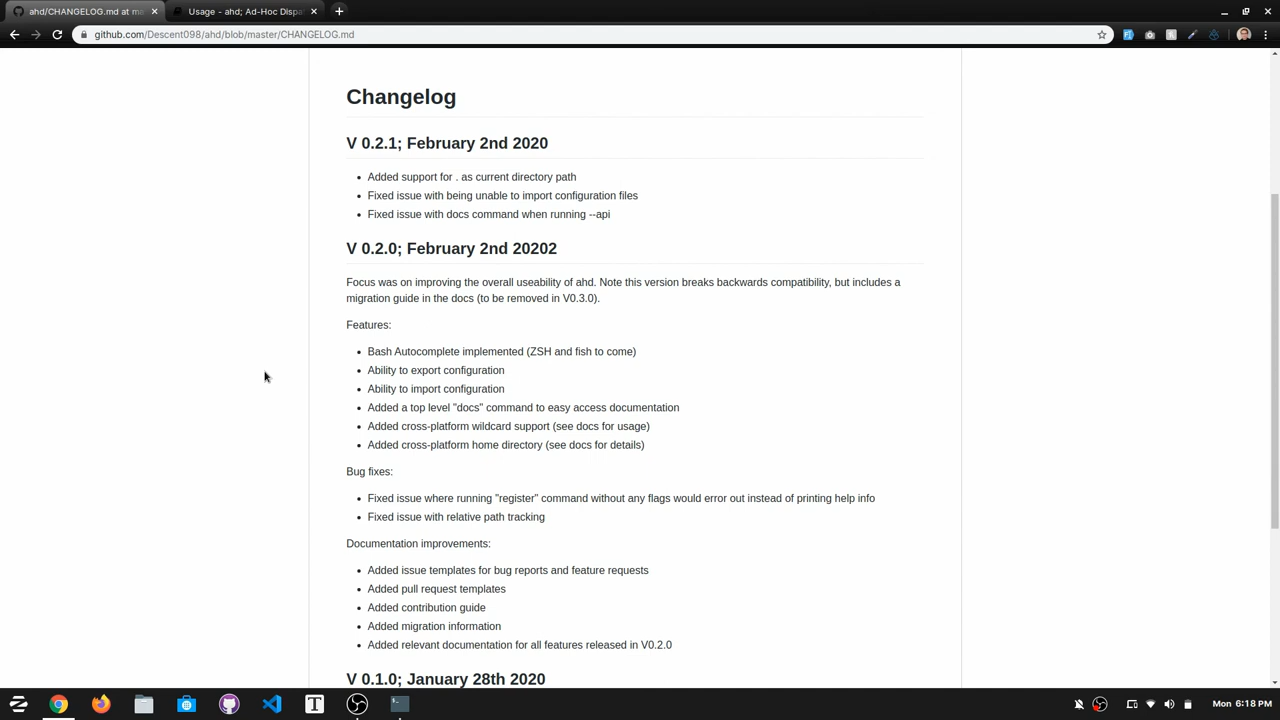 ahd/CHANGELOG.md at ma
Usage - ahd; Ad-Hoc Dispa
github.com/Descent098/ahd/blob/master/CHANGELOG.md
Changelog
V 0.2.1; February 2nd 2020
Added support for . as current directory path
Fixed issue with being unable to import configuration files
Fixed issue with docs command when running --api
V 0.2.0; February 2nd 20202
Focus was on improving the overall useability of ahd. Note this version breaks backwards compatibility, but includes a
migration guide in the docs (to be removed in V0.3.0).
Features:
Bash Autocomplete implemented (ZSH and fish to come)
Ability to export configuration
Ability to import configuration
Added a top level "docs" command to easy access documentation
Added cross-platform wildcard support (see docs for usage)
Added cross-platform home directory (see docs for details)
Bug fixes:
Fixed issue where running "register" command without any flags would error out instead of printing help info
Fixed issue with relative path tracking
Documentation improvements:
Added issue templates for bug reports and feature requests
Added pull request templates
Added contribution guide
Added migration information
Added relevant documentation for all features released in V0.2.0
V 0.1.0; January 28th 2020
T
Mon 6:18 PM